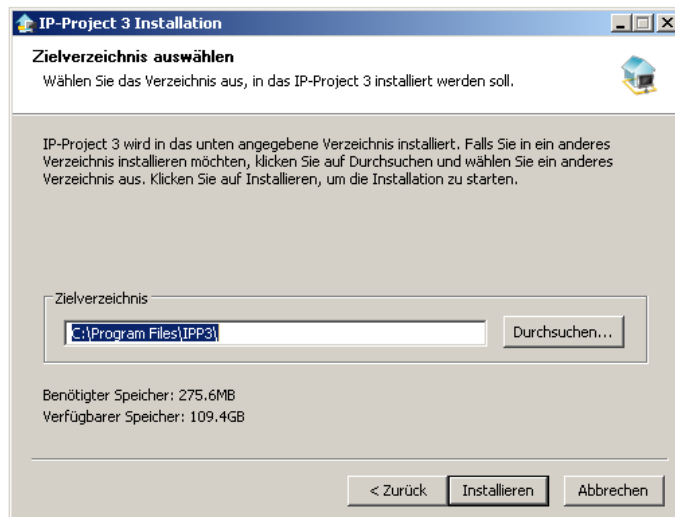 IP-Project 3 Installation
Zielverzeichnis auswählen
Wählen Sie das Verzeichnis aus, in das IP-Project 3 installiert werden soll.
IP-Project 3 wird in das unten angegebene Verzeichnis installiert. Falls Sie in ein anderes
Verzeichnis installieren möchten, klicken Sie auf Durchsuchen und wählen Sie ein anderes
Verzeichnis aus. Klicken Sie auf Installieren, um die Installation zu starten.
Zielverzeichnis
C:\Program Files\IPP3\
Durchsuchen...
Benötigter Speicher: 275.6MB
Verfügbarer Speicher: 109.4GB
< Zurück Installieren Abbrechen